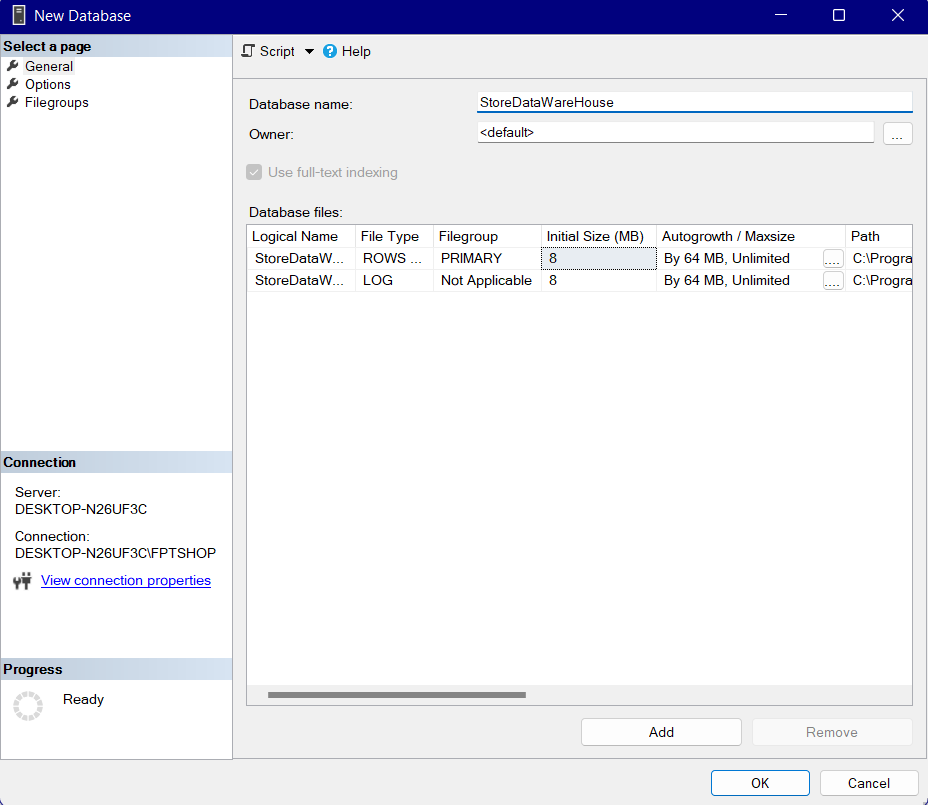 New Database
Select a page
General
Options
Filegroups
Script
Help
Database name:
StoreDataWareHouse
Owner:
<default>
...
Use full-text indexing
Database files:
Logical Name File Type Filegroup Initial Size (MB) Autogrowth / Maxsize Path
StoreDataW... ROWS ... PRIMARY 8 By 64 MB, Unlimited .... C:\Progra
StoreDataW... LOG Not Applicable 8 By 64 MB, Unlimited .... C:\Progra
Connection
Server:
DESKTOP-N26UF3C
Connection:
DESKTOP-N26UF3C\FPTSHOP
View connection properties
Progress
Ready
Add
Remove
OK
Cancel